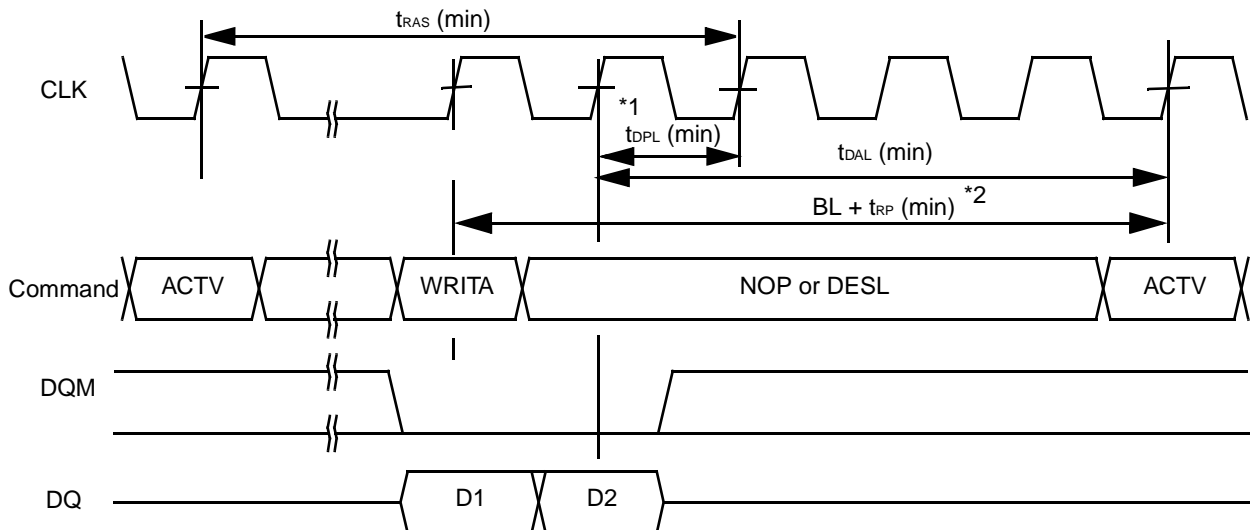 tRAS (min)
CLK
*1
tDPL (min)
tDAL (min)
BL + tRP (min) *2
Command ACTV WRITA NOP or DESL ACTV
DQM
DQ D1 D2